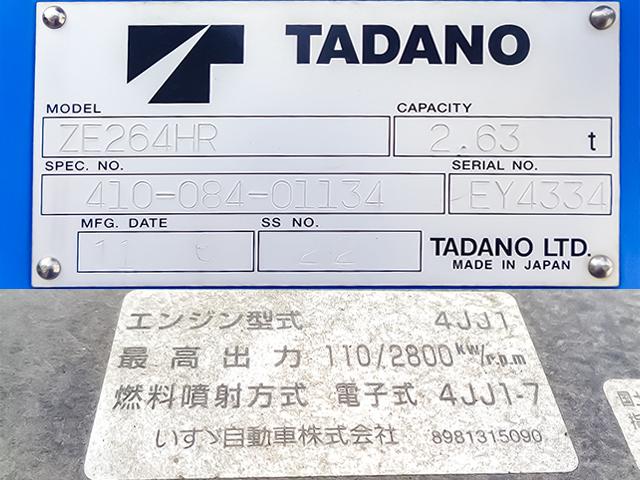 TADANO
MODEL CAPACITY
ZE264HR 2.63 t
SPEC. NO. SERIAL NO.
410-084-01134 EY4334
MFG. DATE SS NO.
11
TADANO LTD.
MADE IN JAPAN
エンジン型式 4JJ1
最高出力 110/2800kW/r.p.m
燃料噴射方式 電子式 4JJ1-7
いすゞ自動車株式会社 8981315090